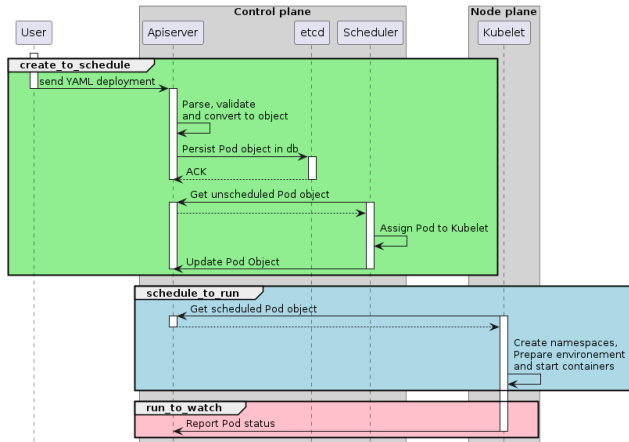 Control plane
Node plane
User
Apiserver
etcd
Scheduler
Kubelet
create_to_schedule
send YAML deployment
Parse, validate
and convert to object
Persist Pod object in db
ACK
Get unscheduled Pod object
Assign Pod to Kubelet
Update Pod Object
schedule_to_run
Get scheduled Pod object
Create namespaces,
Prepare environement
and start containers
run_to_watch
Report Pod status